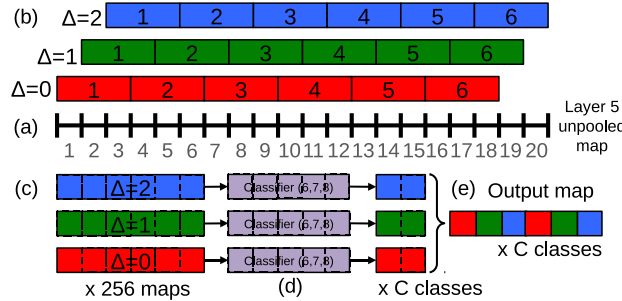 (b) Δ=2 1 2 3 4 5 6
Δ=1 1 2 3 4 5 6
Δ=0 1 2 3 4 5 6
(a)
Layer 5
unpooled
map
1 2 3 4 5 6 7 8 9 10 11 12 13 14 15 16 17 18 19 20
(c) Δ=2 Classifier (6,7,8) (e) Output map
Δ=1 Classifier (6,7,8)
Δ=0 Classifier (6,7,8)
x C classes
x 256 maps (d) x C classes